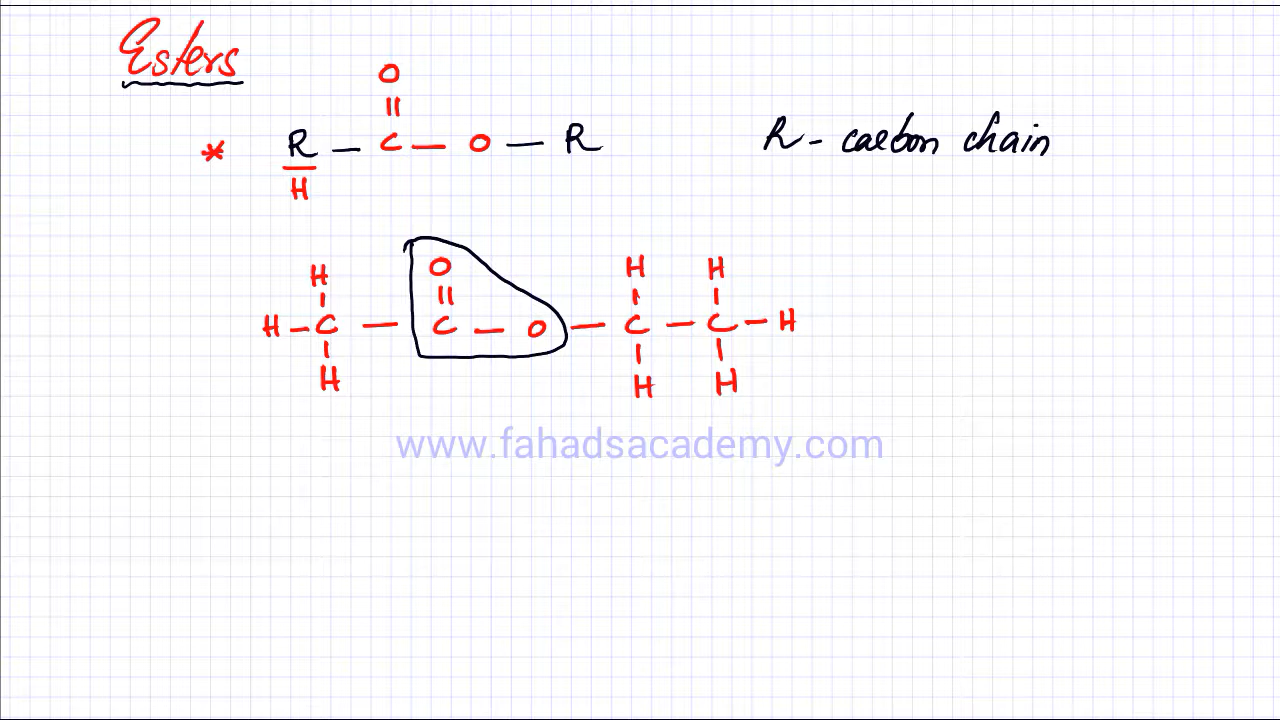 Esters
O
||
* R - C - O - R
H
R - carbon chain
H O H H
| || | |
H - C - C - O - C - C - H
| | |
H H H
www.fahadsacademy.com